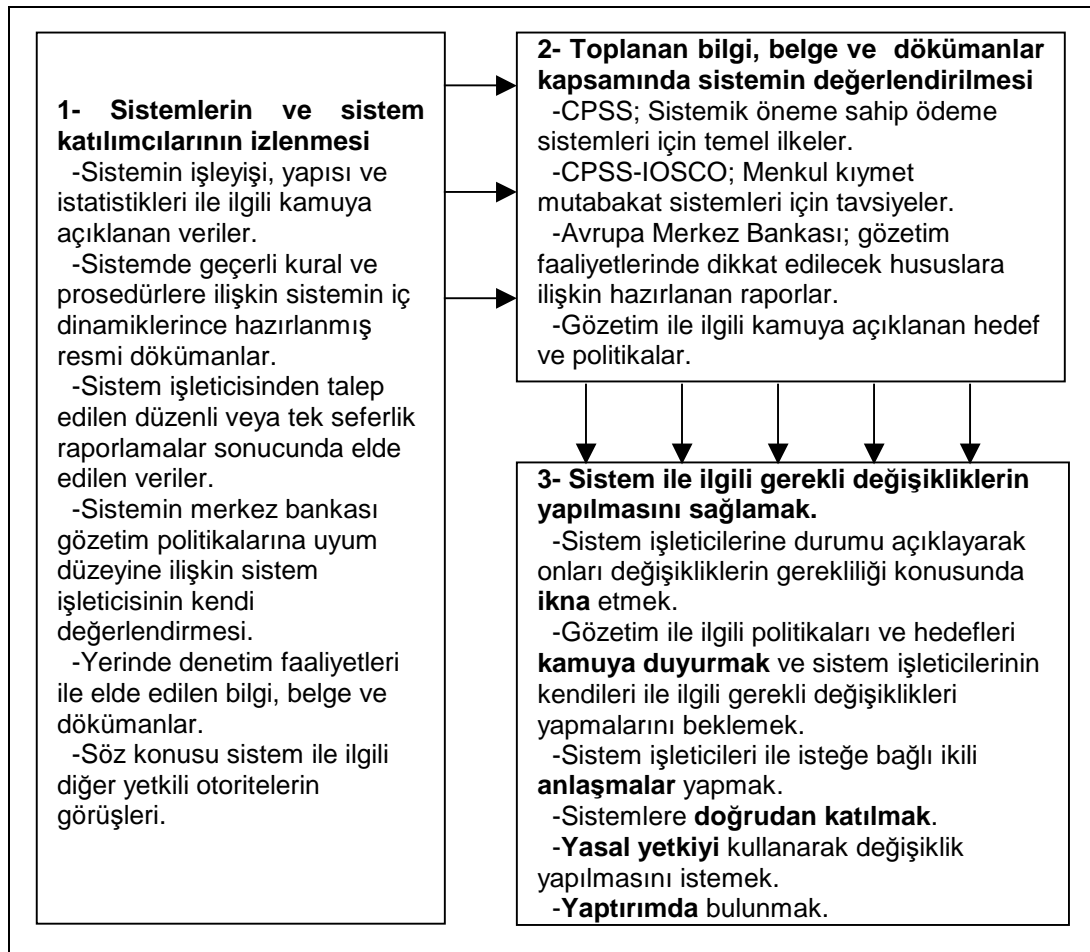 1- Sistemlerin ve sistem
katılımcılarının izlenmesi
-Sistemin işleyişi, yapısı ve
istatistikleri ile ilgili kamuya
açıklanan veriler.
-Sistemde geçerli kural ve
prosedürlere ilişkin sistemin iç
dinamiklerince hazırlanmış
resmi dökümanlar.
-Sistem işleticisinden talep
edilen düzenli veya tek seferlik
raporlamalar sonucunda elde
edilen veriler.
-Sistemin merkez bankası
gözetim politikalarına uyum
düzeyine ilişkin sistem
işleticisinin kendi
değerlendirmesi.
-Yerinde denetim faaliyetleri
ile elde edilen bilgi, belge ve
dökümanlar.
-Söz konusu sistem ile ilgili
diğer yetkili otoritelerin
görüşleri.
2- Toplanan bilgi, belge ve dökümanlar
kapsamında sistemin değerlendirilmesi
-CPSS; Sistemik öneme sahip ödeme
sistemleri için temel ilkeler.
-CPSS-IOSCO; Menkul kıymet
mutabakat sistemleri için tavsiyeler.
-Avrupa Merkez Bankası; gözetim
faaliyetlerinde dikkat edilecek hususlara
ilişkin hazırlanan raporlar.
-Gözetim ile ilgili kamuya açıklanan hedef
ve politikalar.
3- Sistem ile ilgili gerekli değişikliklerin
yapılmasını sağlamak.
-Sistem işleticilerine durumu açıklayarak
onları değişikliklerin gerekliliği konusunda
ikna etmek.
-Gözetim ile ilgili politikaları ve hedefleri
kamuya duyurmak ve sistem işleticilerinin
kendileri ile ilgili gerekli değişiklikleri
yapmalarını beklemek.
-Sistem işleticileri ile isteğe bağlı ikili
anlaşmalar yapmak.
-Sistemlere doğrudan katılmak.
-Yasal yetkiyi kullanarak değişiklik
yapılmasını istemek.
-Yaptırımda bulunmak.